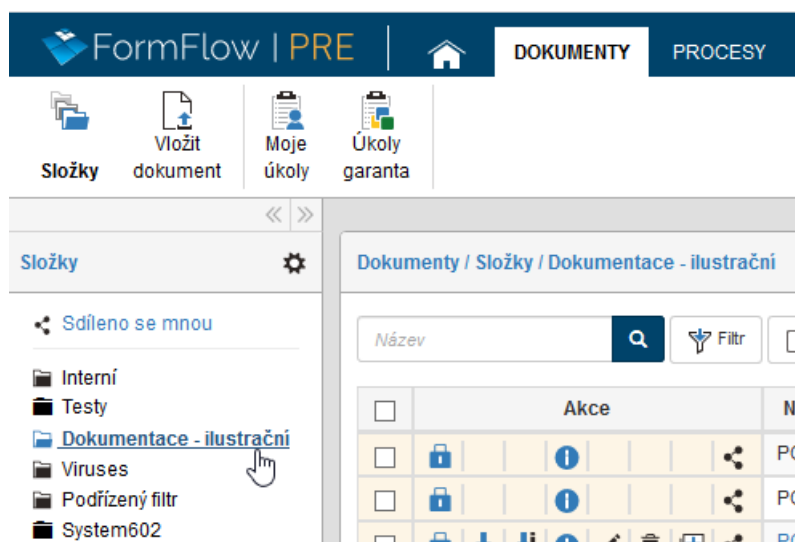 FormFlow | PRE
DOKUMENTY
PROCESY
Složky
Vložit
dokument
Moje
úkoly
Úkoly
garanta
Složky
Sdíleno se mnou
Interní
Testy
Dokumentace - ilustrační
Viruses
Podřízený filtr
System602
Dokumenty / Složky / Dokumentace - ilustrační
Název
Filtr
Akce